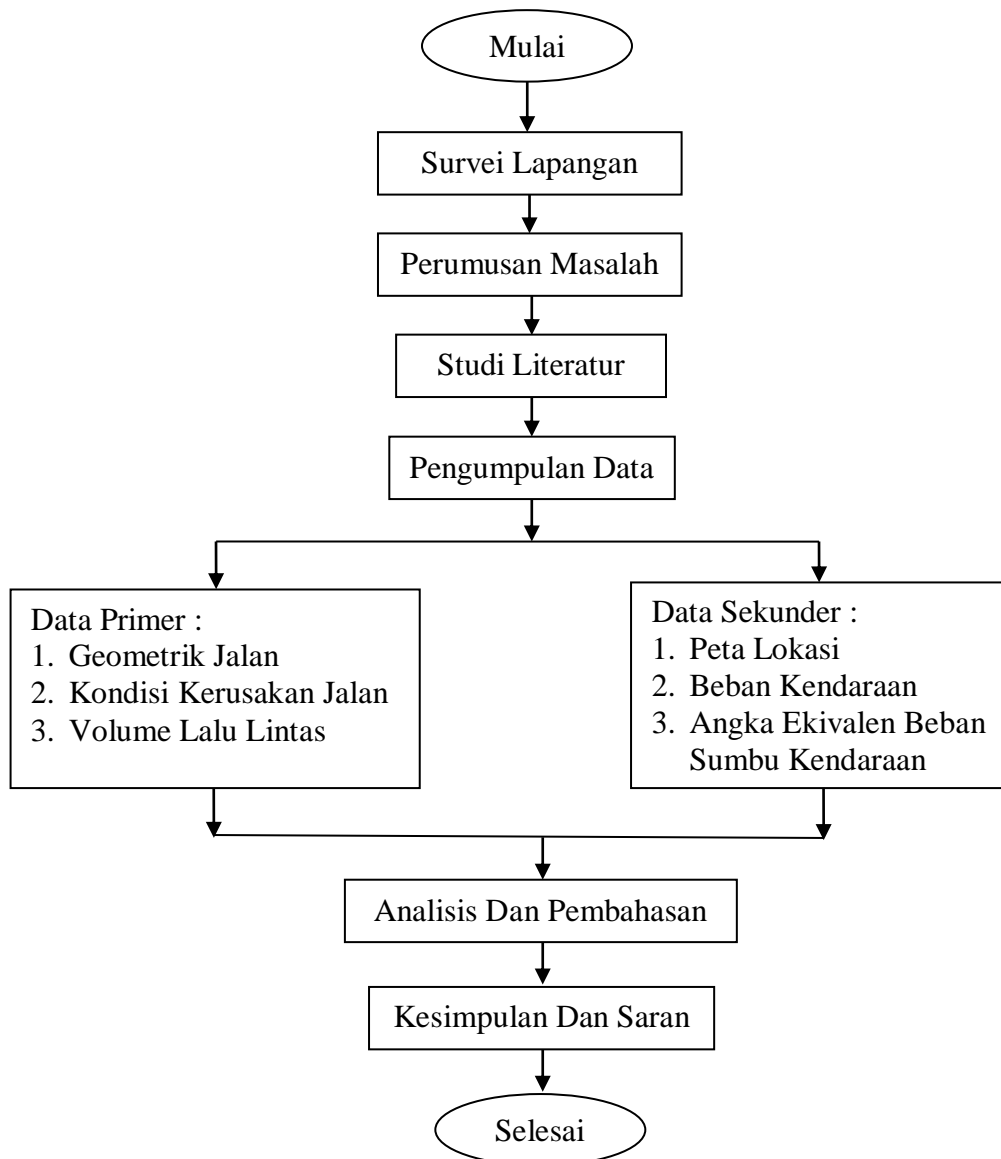 Mulai
Survei Lapangan
Perumusan Masalah
Studi Literatur
Pengumpulan Data
Data Primer :
1. Geometrik Jalan
2. Kondisi Kerusakan Jalan
3. Volume Lalu Lintas
Data Sekunder :
1. Peta Lokasi
2. Beban Kendaraan
3. Angka Ekivalen Beban
Sumbu Kendaraan
Analisis Dan Pembahasan
Kesimpulan Dan Saran
Selesai